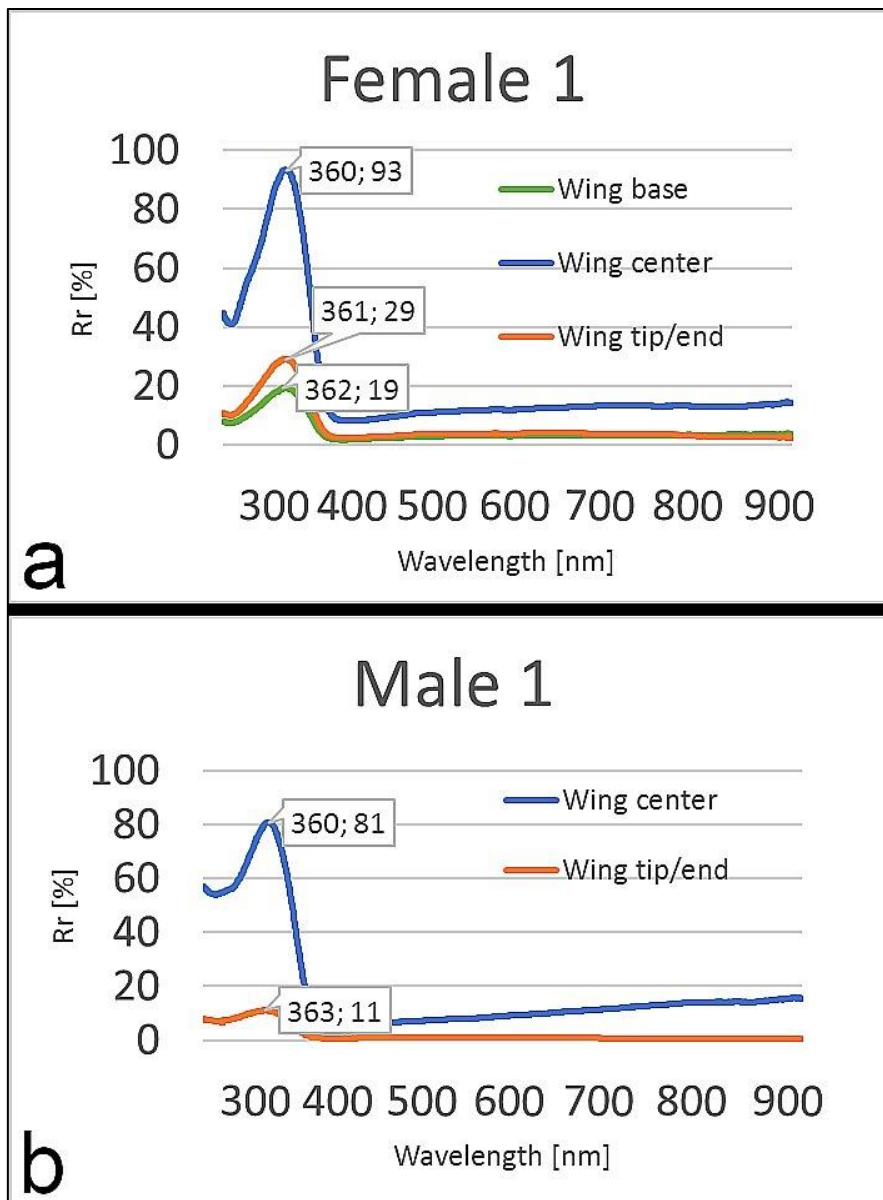 Female 1
100
80
60
40
20
0
Rr [%]
360; 93
361; 29
362; 19
Wing base
Wing center
Wing tip/end
300 400 500 600 700 800 900
Wavelength [nm]
a
Male 1
100
80
60
40
20
0
Rr [%]
360; 81
363; 11
Wing center
Wing tip/end
300 400 500 600 700 800 900
Wavelength [nm]
b